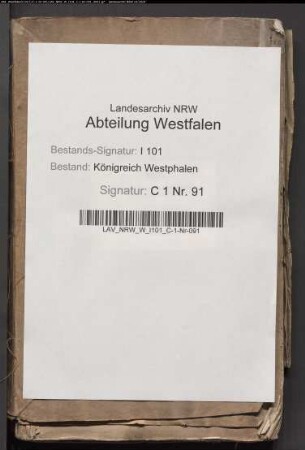 Landesarchiv NRW
Abteilung Westfalen
Bestands-Signatur: I 101
Bestand: Königreich Westphalen
Signatur: C 1 Nr. 91
LAV_NRW_W_I101_C-1-Nr-091